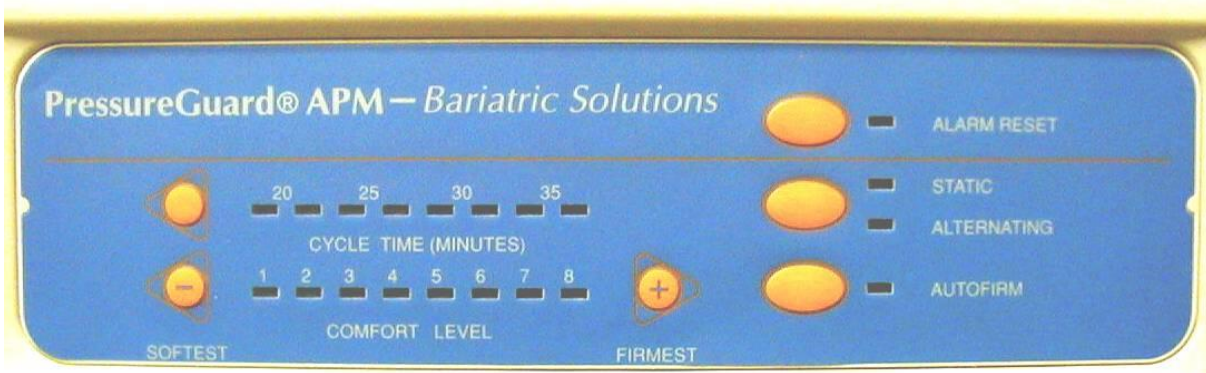 PressureGuard® APM – Bariatric Solutions
ALARM RESET
20 25 30 35
CYCLE TIME (MINUTES)
STATIC
ALTERNATING
- 1 2 3 4 5 6 7 8 +
COMFORT LEVEL
AUTOFIRM
SOFTEST
FIRMEST